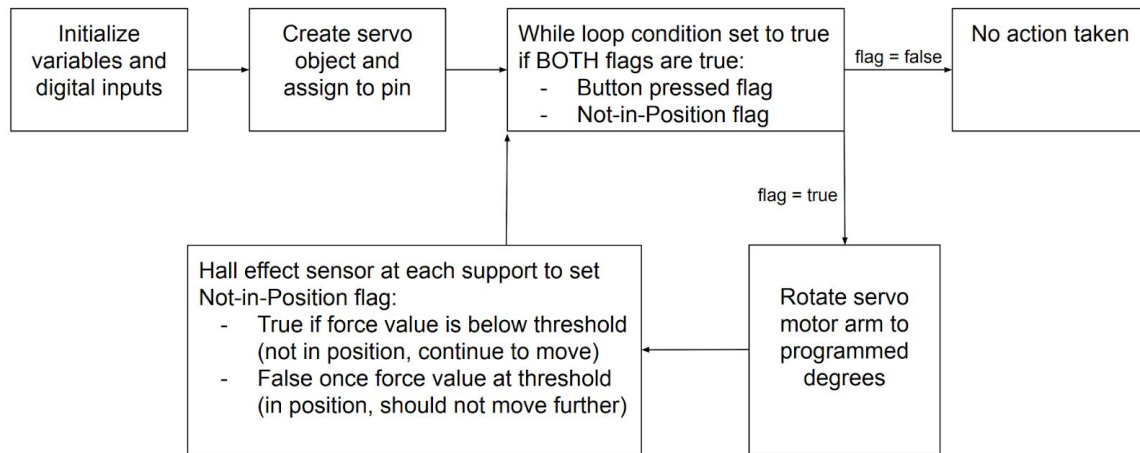 Initialize
variables and
digital inputs
Create servo
object and
assign to pin
While loop condition set to true
if BOTH flags are true:
- Button pressed flag
- Not-in-Position flag
flag = false
No action taken
flag = true
Hall effect sensor at each support to set
Not-in-Position flag:
- True if force value is below threshold
(not in position, continue to move)
- False once force value at threshold
(in position, should not move further)
Rotate servo
motor arm to
programmed
degrees